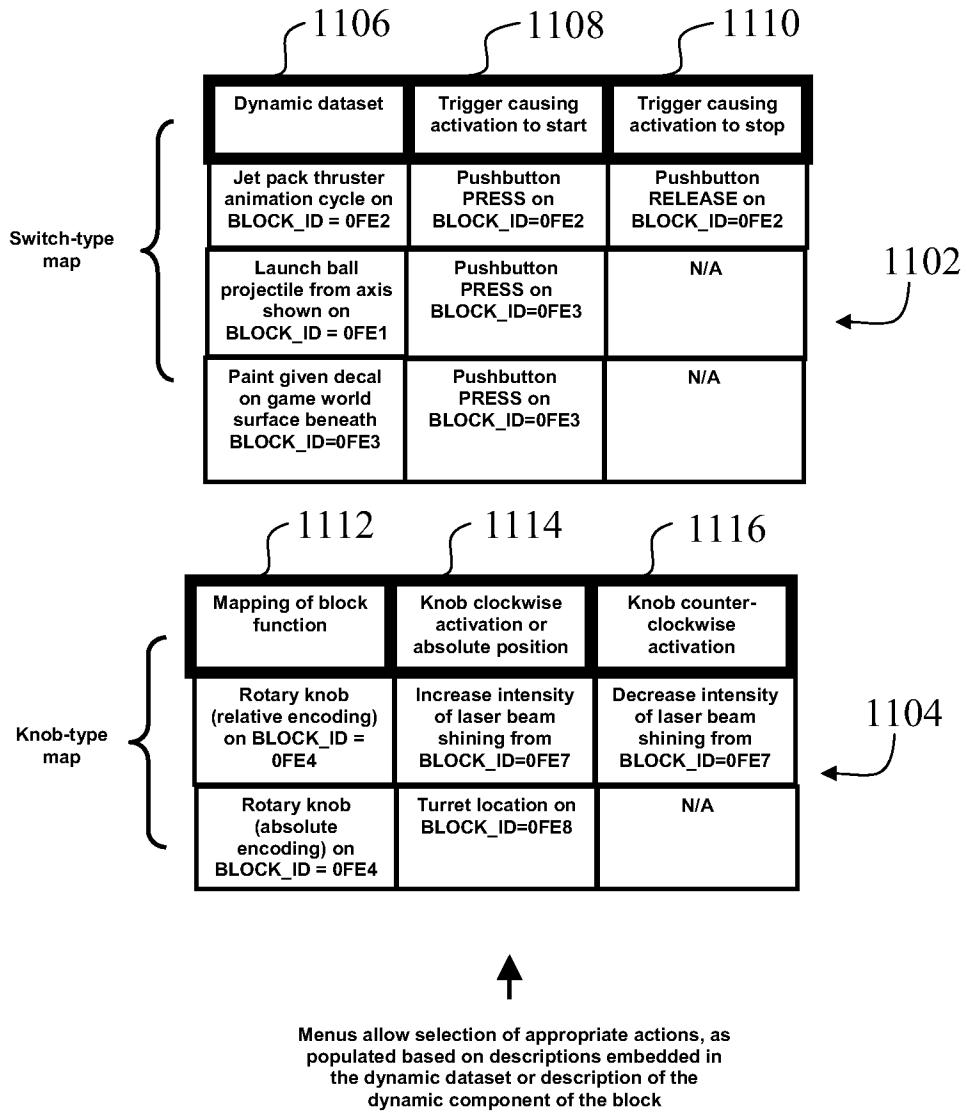 1106
1108
1110
Dynamic dataset
Trigger causing
activation to start
Trigger causing
activation to stop
Switch-type
map
Jet pack thruster
animation cycle on
BLOCK_ID = 0FE2
Pushbutton
PRESS on
BLOCK_ID=0FE2
Pushbutton
RELEASE on
BLOCK_ID=0FE2
Launch ball
projectile from axis
shown on
BLOCK_ID = 0FE1
Pushbutton
PRESS on
BLOCK_ID=0FE3
N/A
1102
Paint given decal
on game world
surface beneath
BLOCK_ID=0FE3
Pushbutton
PRESS on
BLOCK_ID=0FE3
N/A
1112
1114
1116
Mapping of block
function
Knob clockwise
activation or
absolute position
Knob counter-
clockwise
activation
Knob-type
map
Rotary knob
(relative encoding)
on BLOCK_ID =
0FE4
Increase intensity
of laser beam
shining from
BLOCK_ID=0FE7
Decrease intensity
of laser beam
shining from
BLOCK_ID=0FE7
1104
Rotary knob
(absolute
encoding) on
BLOCK_ID = 0FE4
Turret location on
BLOCK_ID=0FE8
N/A
Menus allow selection of appropriate actions, as
populated based on descriptions embedded in
the dynamic dataset or description of the
dynamic component of the block